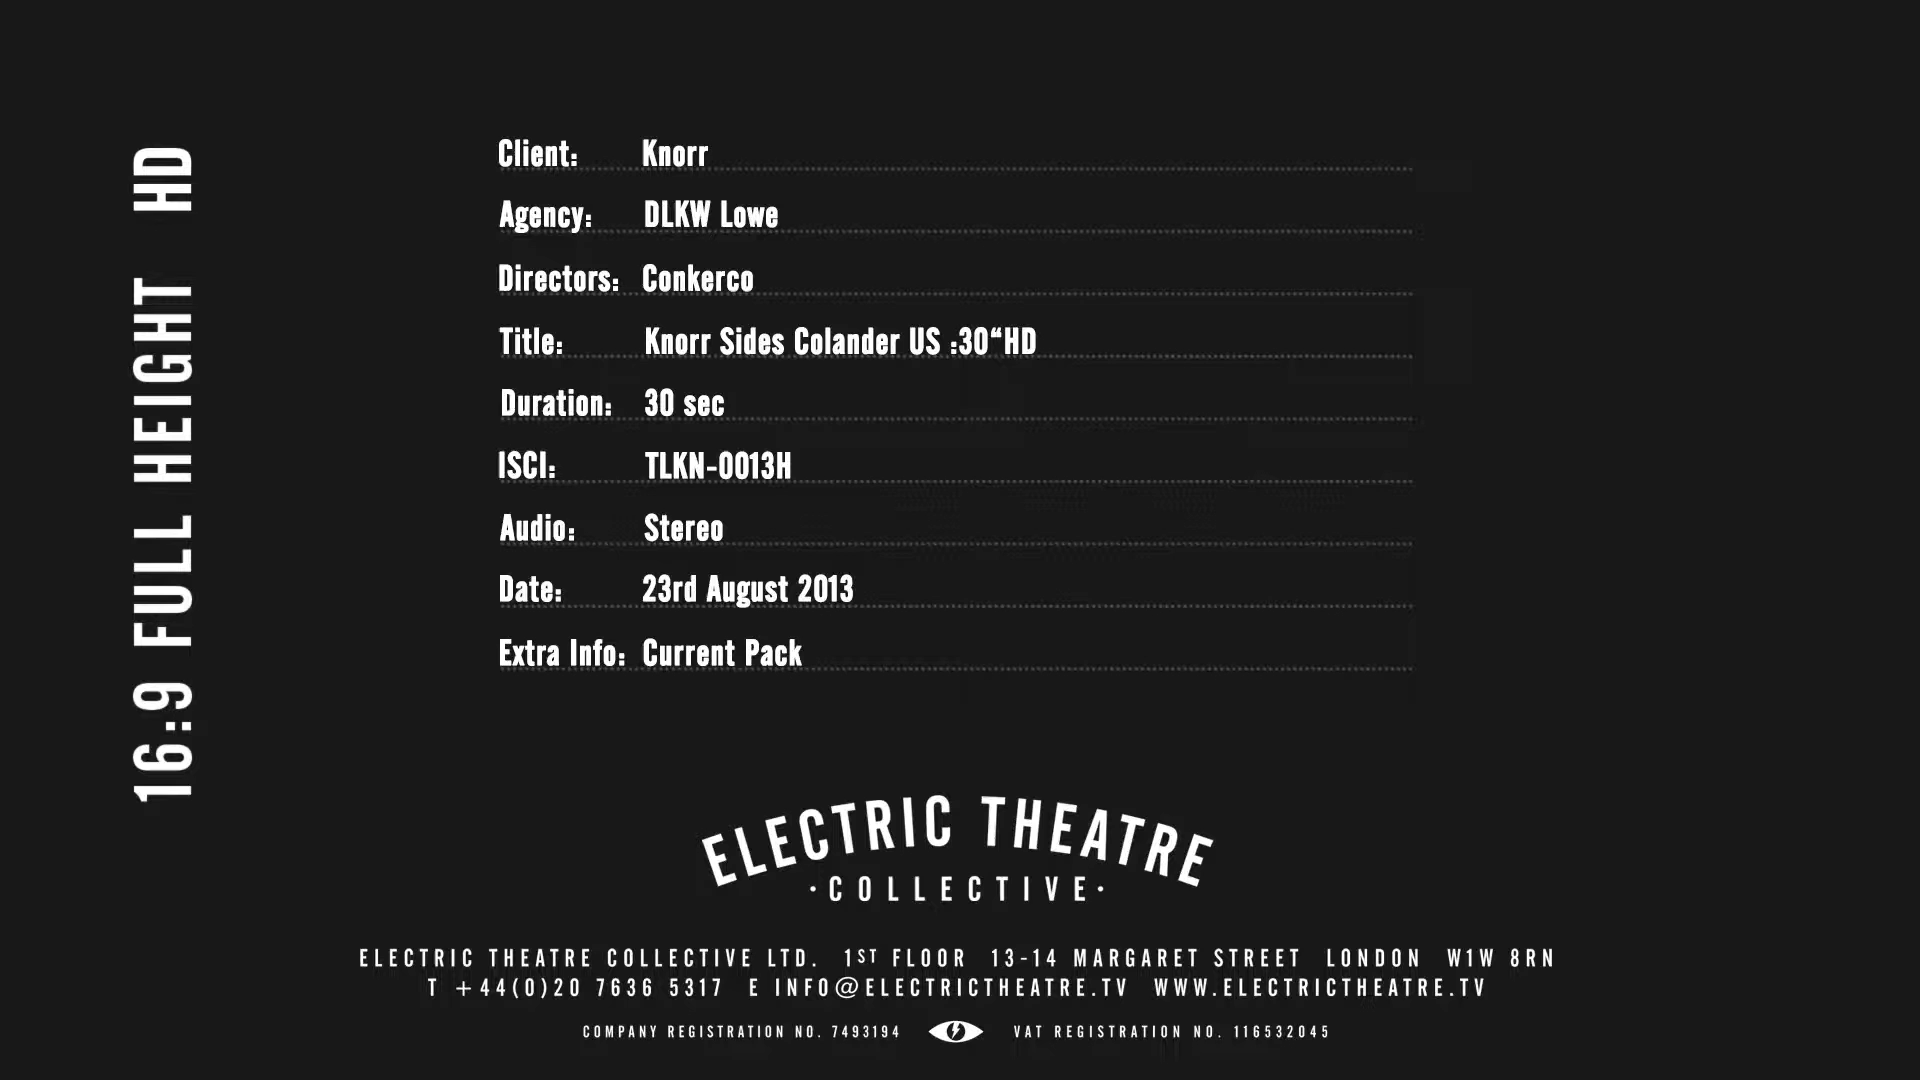 16:9 FULL HEIGHT HD
Client: Knorr
Agency: DLKW Lowe
Directors: Conkerco
Title: Knorr Sides Colander US :30“HD
Duration: 30 sec
ISCI: TLKN-0013H
Audio: Stereo
Date: 23rd August 2013
Extra Info: Current Pack
ELECTRIC THEATRE
·COLLECTIVE·
ELECTRIC THEATRE COLLECTIVE LTD. 1ST FLOOR 13-14 MARGARET STREET LONDON W1W 8RN
T +44(0)20 7636 5317 E INFO@ELECTRICTHEATRE.TV WWW.ELECTRICTHEATRE.TV
COMPANY REGISTRATION NO. 7493194 VAT REGISTRATION NO. 116532045